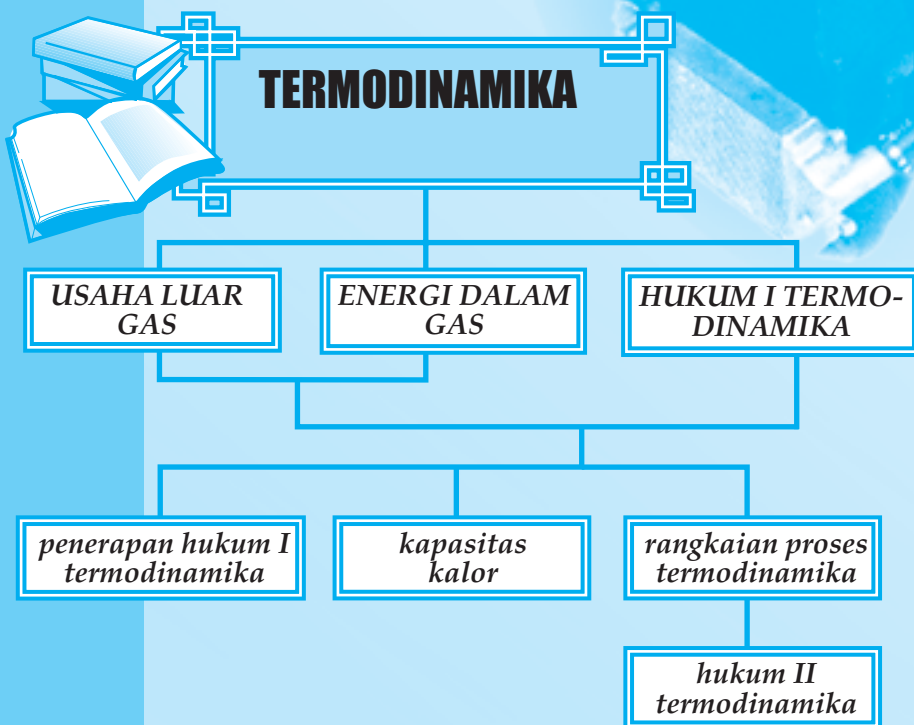 TERMODINAMIKA
USAHA LUAR
GAS
ENERGI DALAM
GAS
HUKUM I TERMO-
DINAMIKA
penerapan hukum I
termodinamika
kapasitas
kalor
rangkaian proses
termodinamika
hukum II
termodinamika